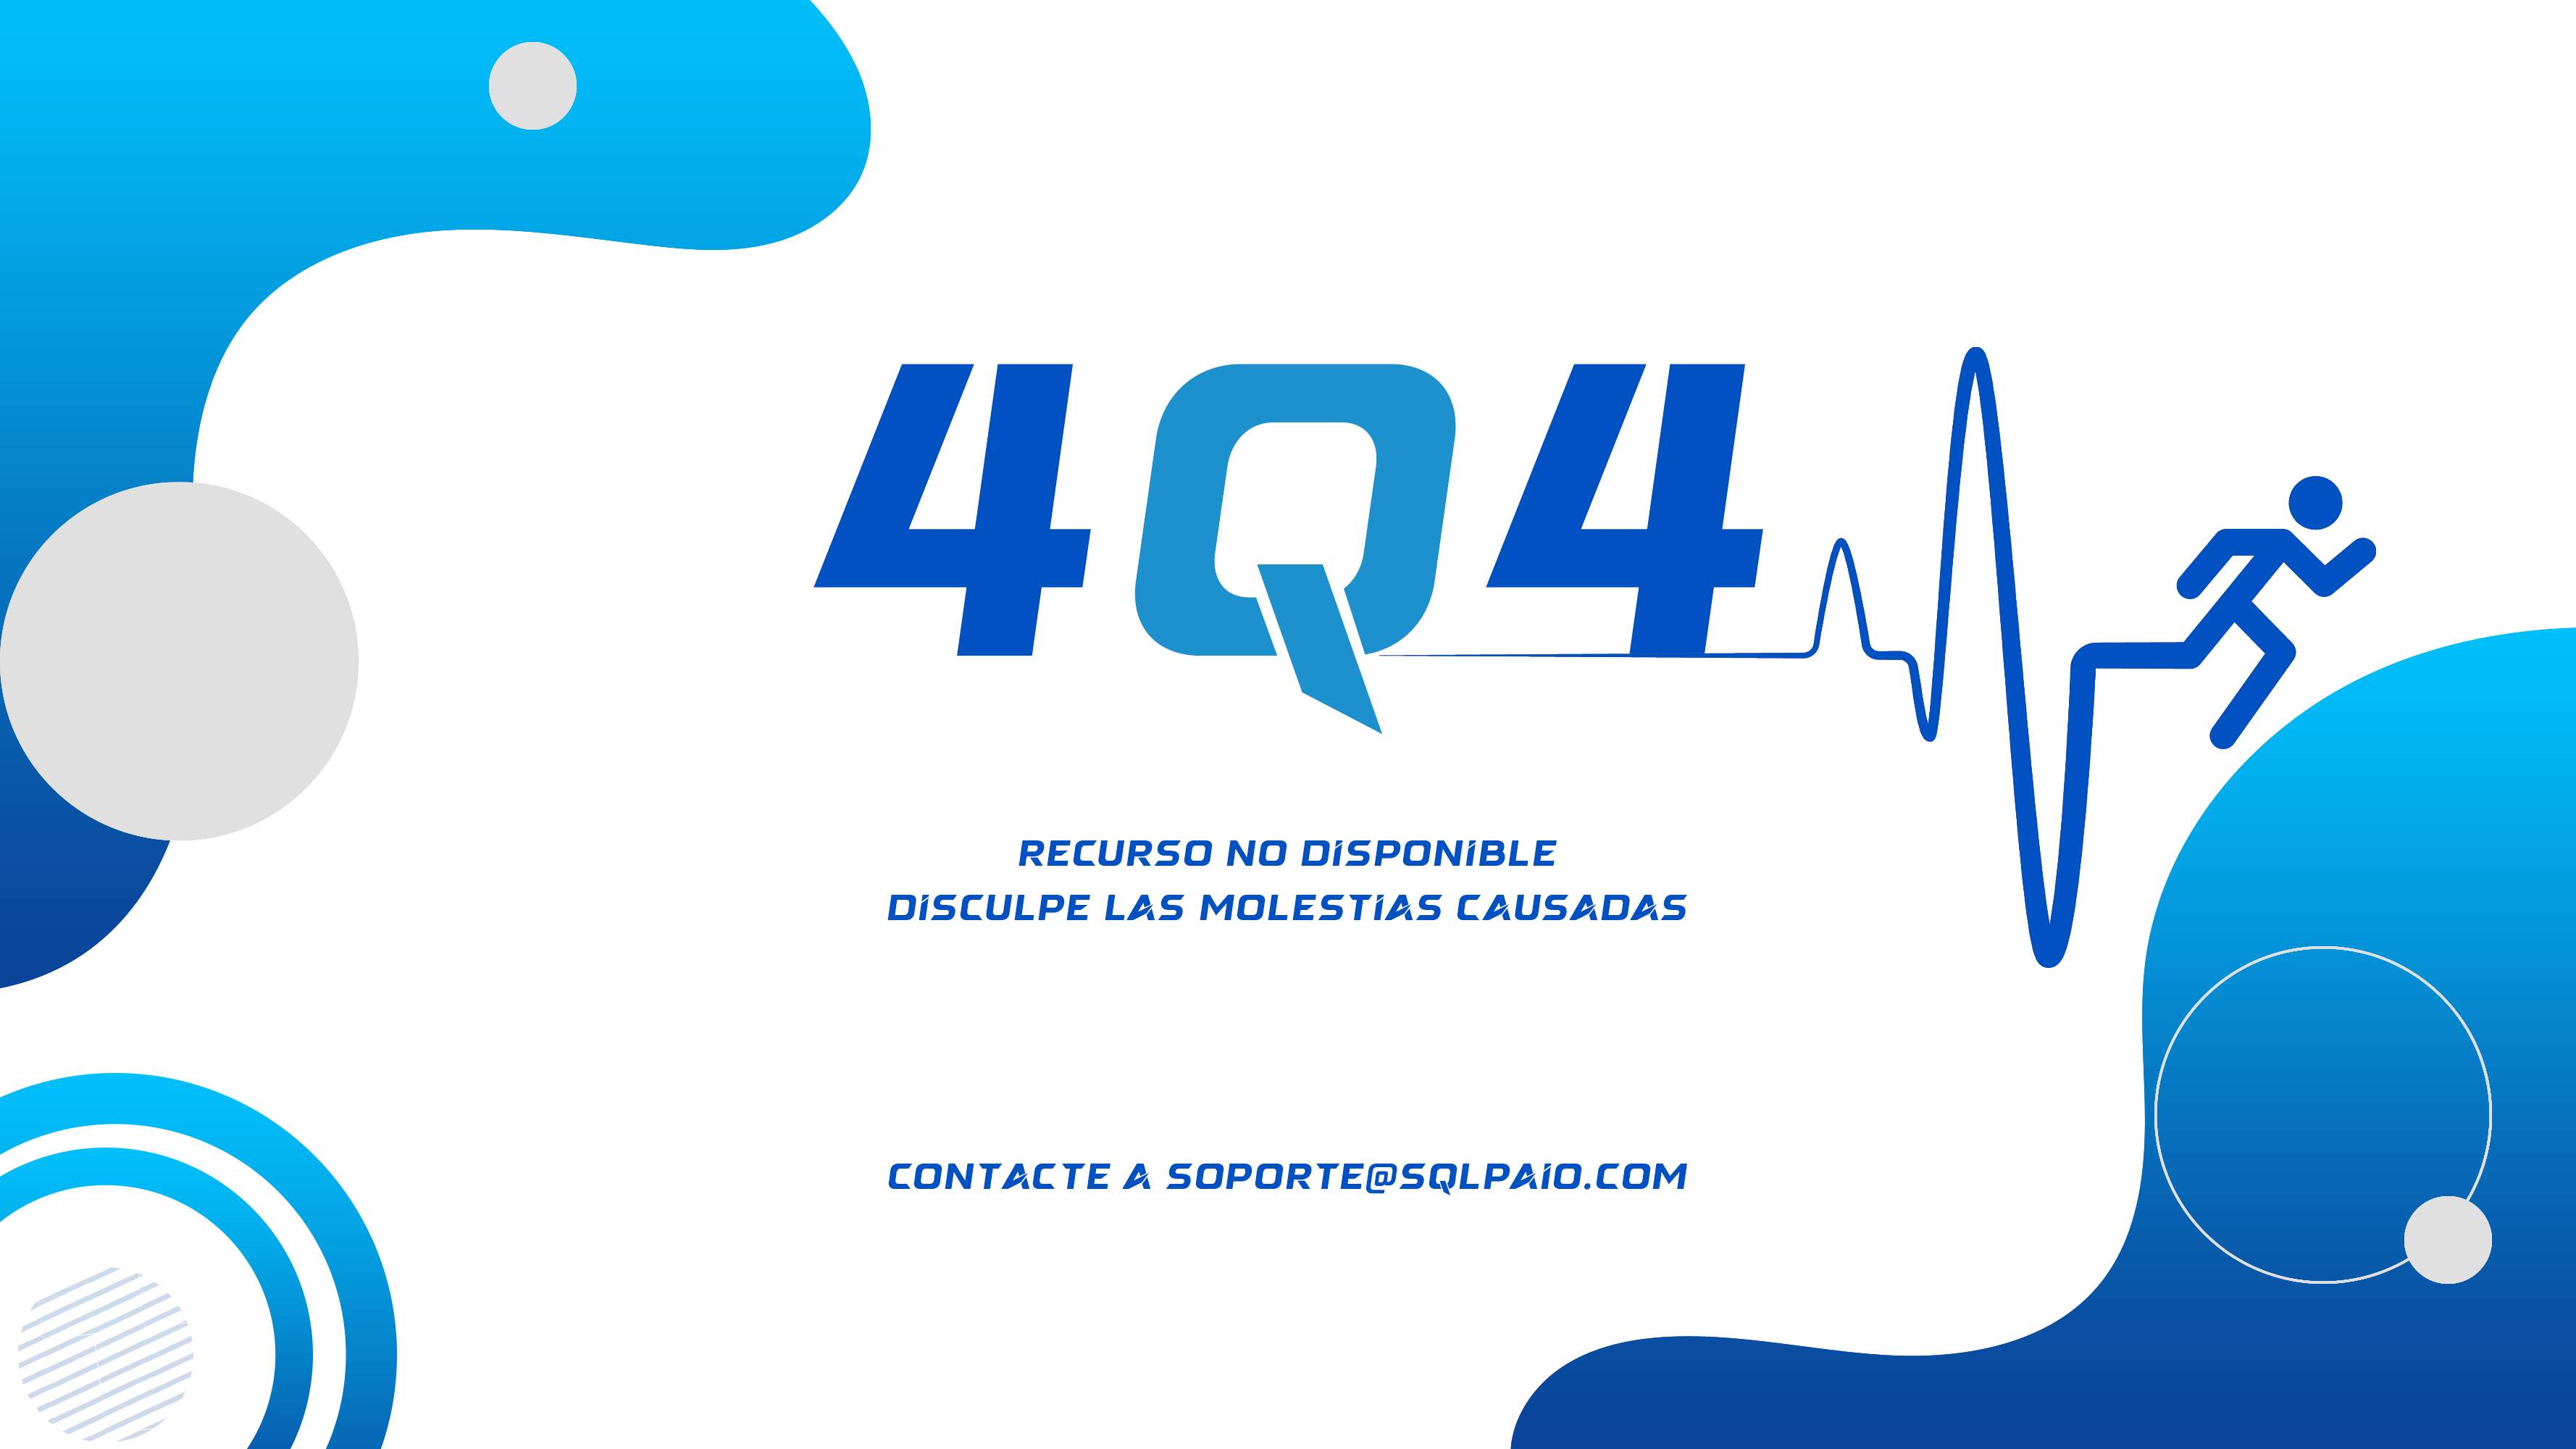 4Q4
RECURSO NO DISPONIBLE
DISCULPE LAS MOLESTIAS CAUSADAS
CONTACTE A SOPORTE@SQLPAIO.COM